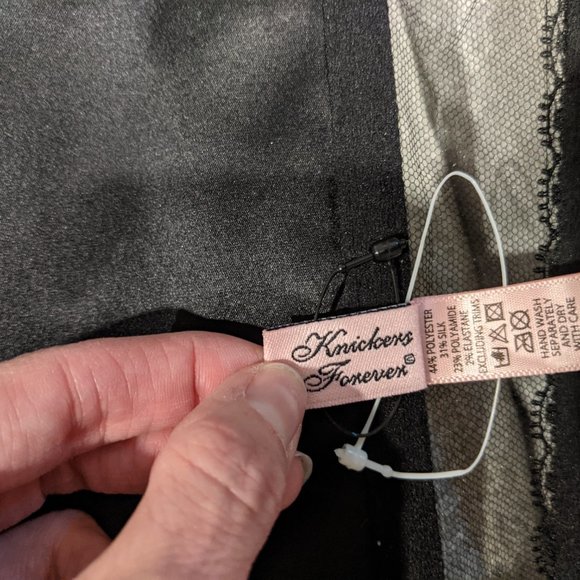 Knickers
Forever®
44% POLYESTER
31% SILK
23% POLYAMIDE
2% ELASTANE
EXCLUDING TRIMS
HAND WASH
SEPARATELY
AND DRY
WITH CARE